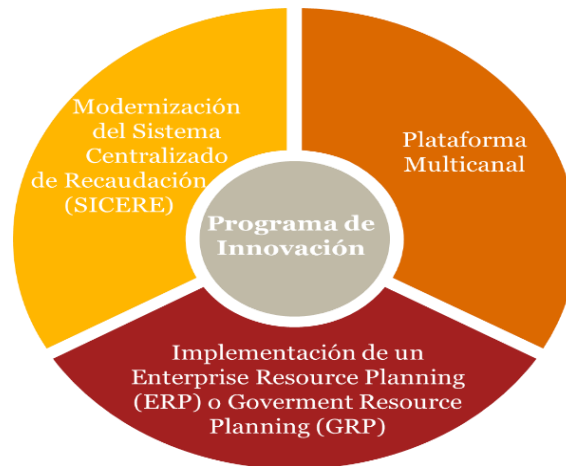 Modernización
del Sistema
Centralizado
de Recaudación
(SICERE)
Plataforma
Multicanal
Programa de
Innovación
Implementación de un
Enterprise Resource Planning
(ERP) o Goverment Resource
Planning (GRP)